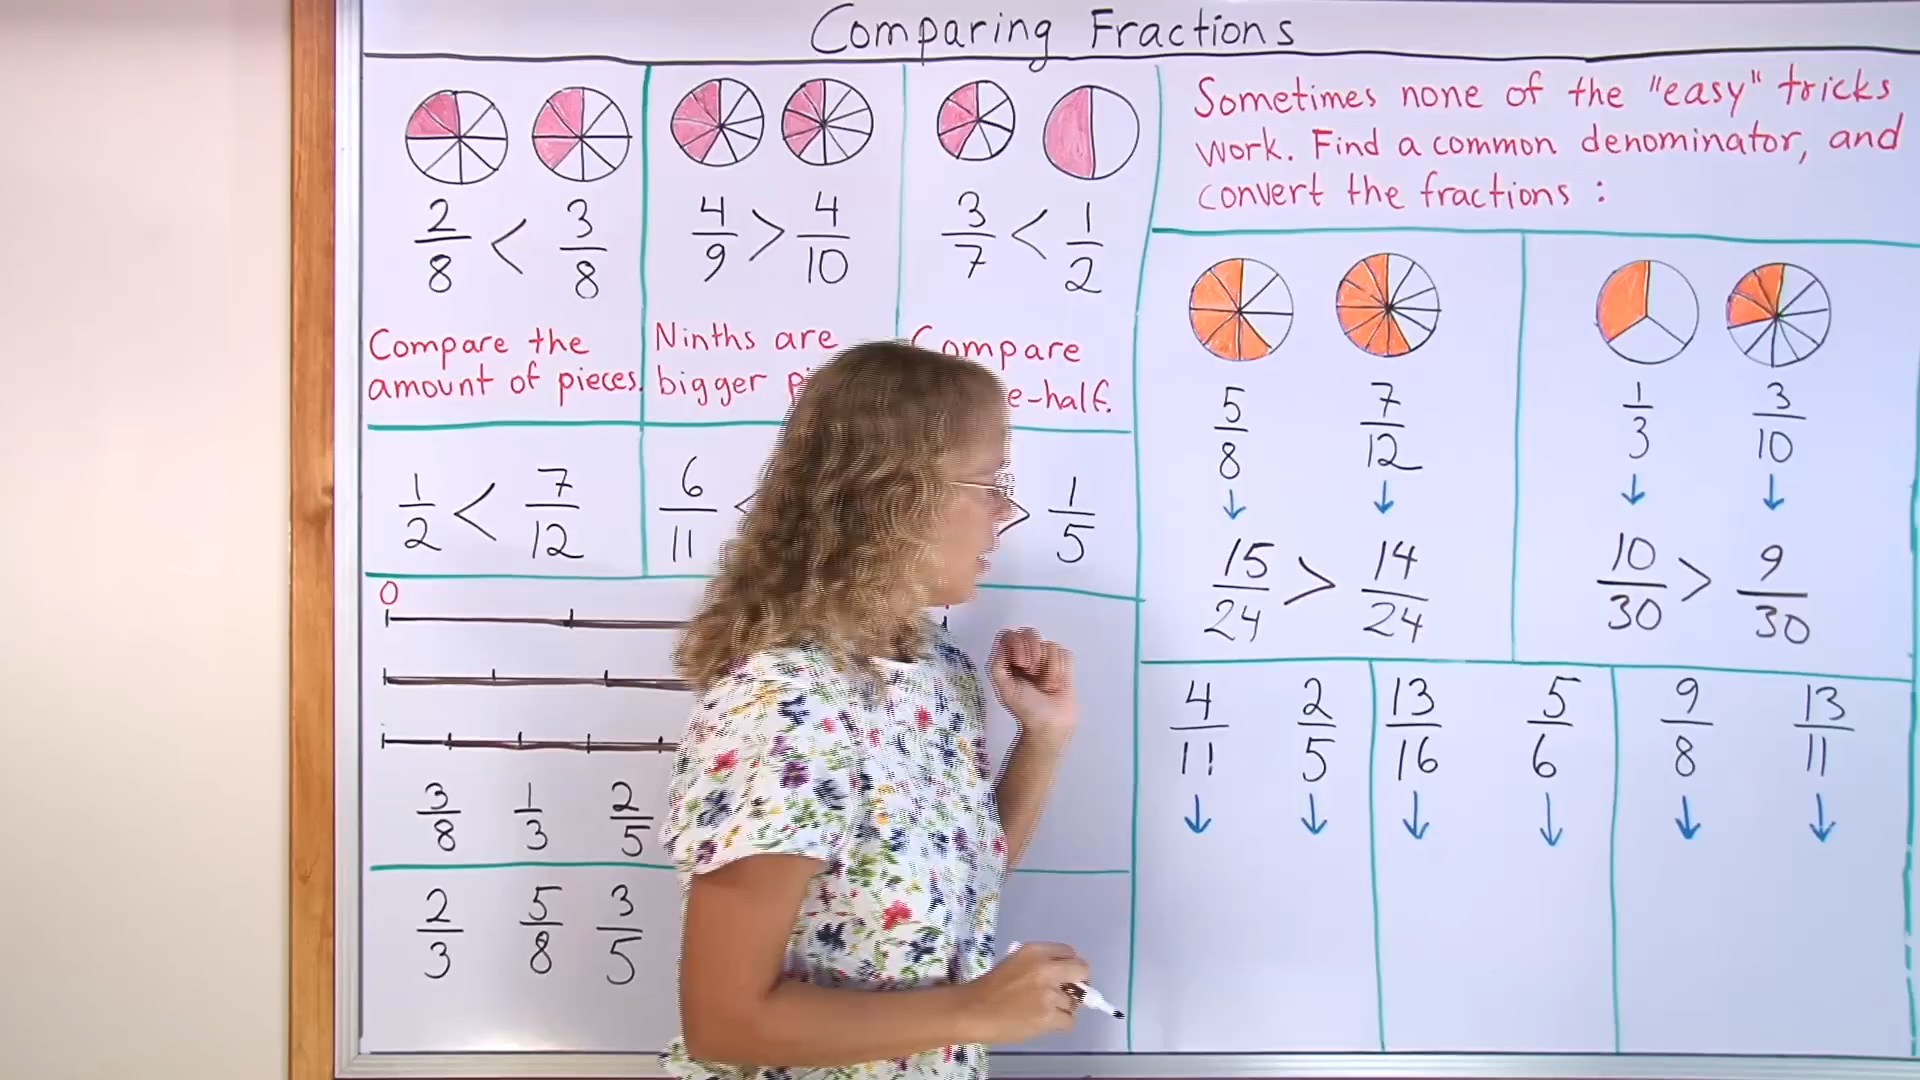 Comparing Fractions
2/8 < 3/8
Compare the
amount of pieces.
4/9 > 4/10
Ninths are
bigger
3/7 < 1/2
Compare
e-half.
1/2 < 7/12
6/11 <
> 1/5
0
3/8 1/3 2/5
2/3 5/8 3/5
Sometimes none of the "easy" tricks
work. Find a common denominator, and
convert the fractions :
5/8 7/12
↓ ↓
15/24 > 14/24
1/3 3/10
↓ ↓
10/30 > 9/30
4/11 2/5
↓ ↓
13/16 5/6
↓ ↓
9/8 13/11
↓ ↓